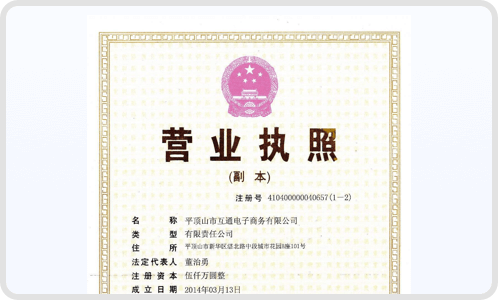 营业执照
(副 本)
注册号 410400000040657(1—2)
名 称 平顶山市互通电子商务有限公司
类 型 有限责任公司
住 所 平顶山市新华区湛北路中段城市花园8座101号
法定代表人 董治勇
注册资本 伍仟万圆整
成立日期 2014年03月13日